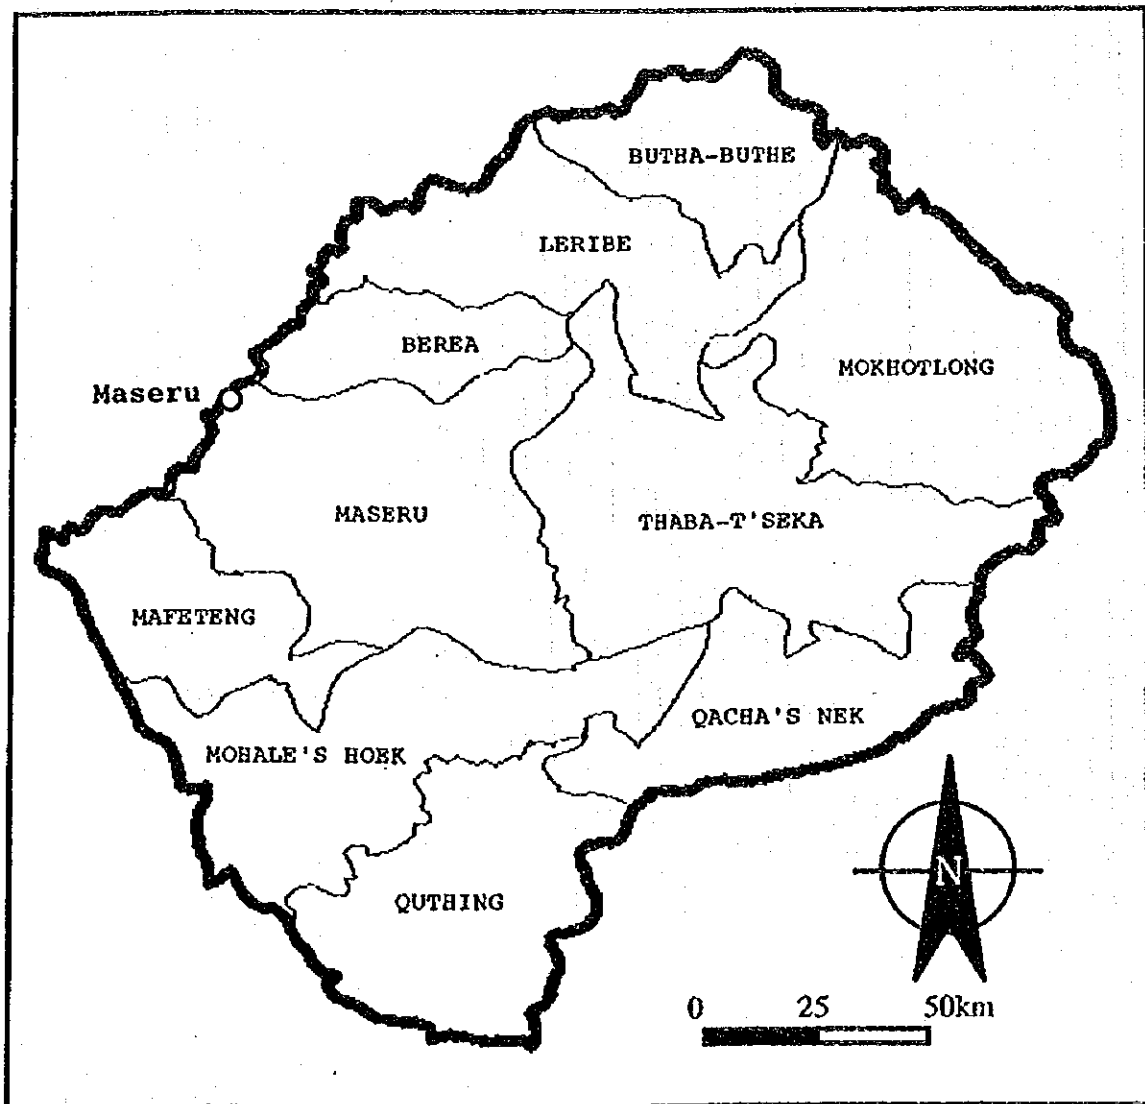 BUTHA-BUTHE
LERIBE
BEREA
MOKHOTLONG
Maseru
MASERU
THABA-T'SEKA
MAFETENG
QACHA'S NEK
MOHALE'S HOEK
N
QUTHING
0 25 50km